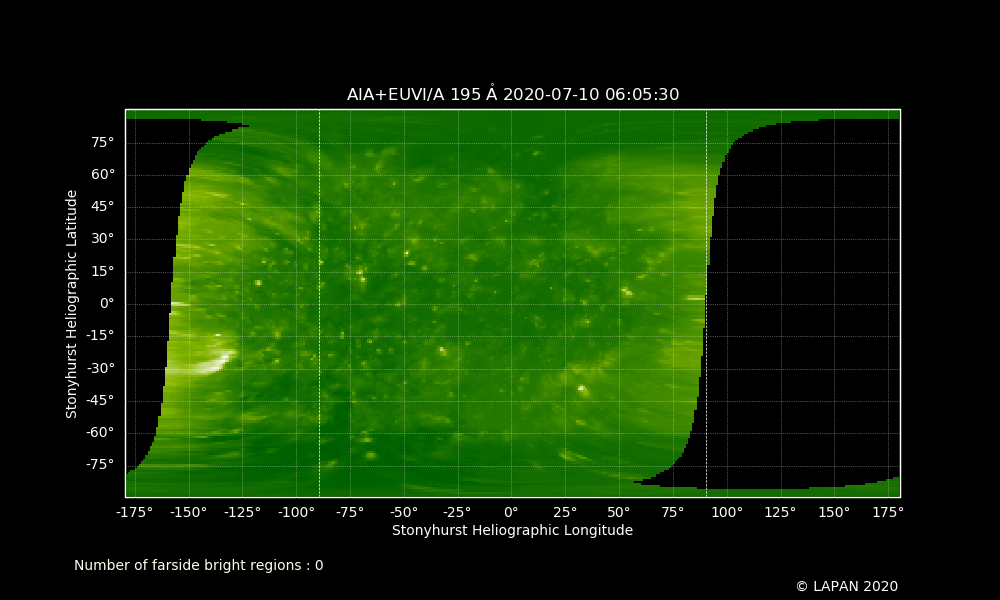 AIA+EUVI/A 195 Å 2020-07-10 06:05:30
Stonyhurst Heliographic Latitude
75°
60°
45°
30°
15°
0°
-15°
-30°
-45°
-60°
-75°
-175° -150° -125° -100° -75° -50° -25° 0° 25° 50° 75° 100° 125° 150° 175°
Stonyhurst Heliographic Longitude
Number of farside bright regions : 0
© LAPAN 2020